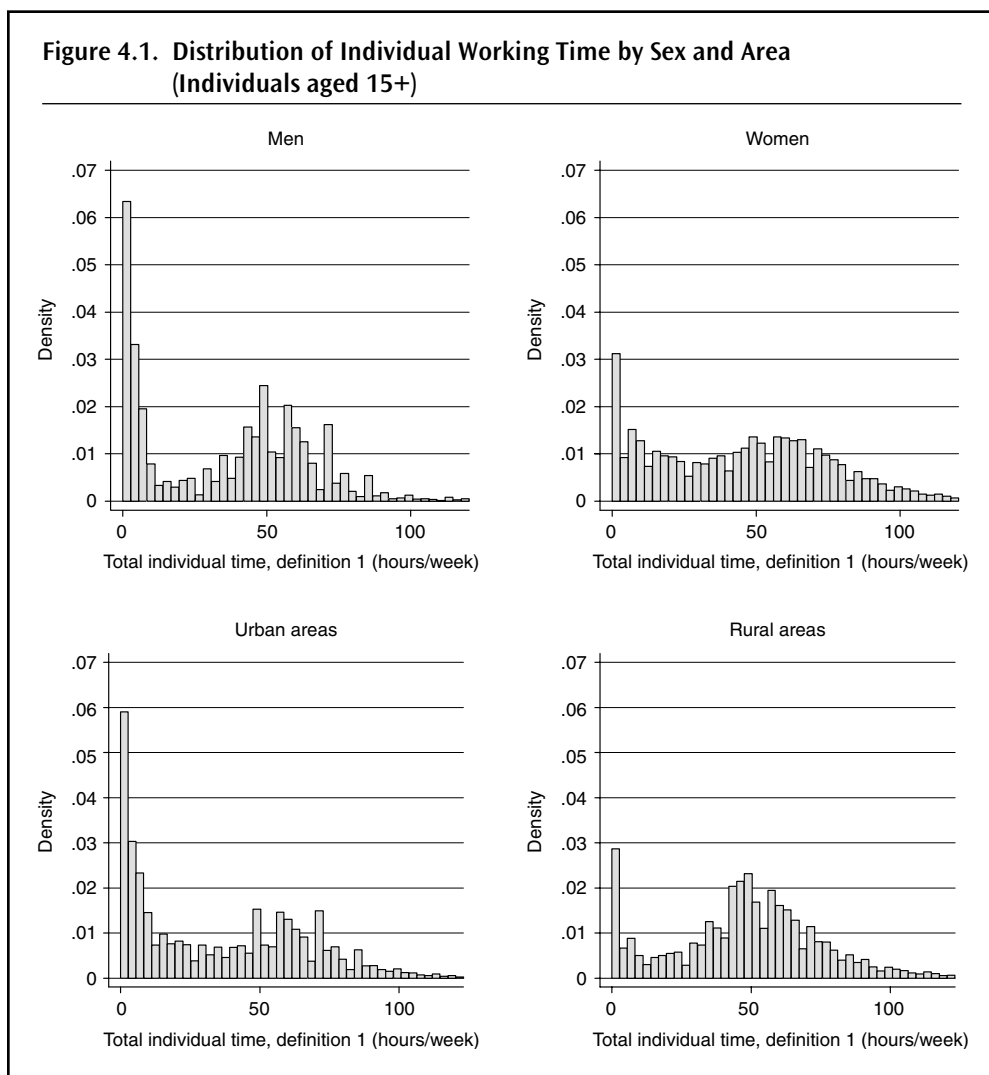 Figure 4.1. Distribution of Individual Working Time by Sex and Area
(Individuals aged 15+)
Men
.07
.06
.05
.04
.03
.02
.01
0
Density
0 50 100
Total individual time, definition 1 (hours/week)
Women
.07
.06
.05
.04
.03
.02
.01
0
Density
0 50 100
Total individual time, definition 1 (hours/week)
Urban areas
.07
.06
.05
.04
.03
.02
.01
0
Density
0 50 100
Total individual time, definition 1 (hours/week)
Rural areas
.07
.06
.05
.04
.03
.02
.01
0
Density
0 50 100
Total individual time, definition 1 (hours/week)